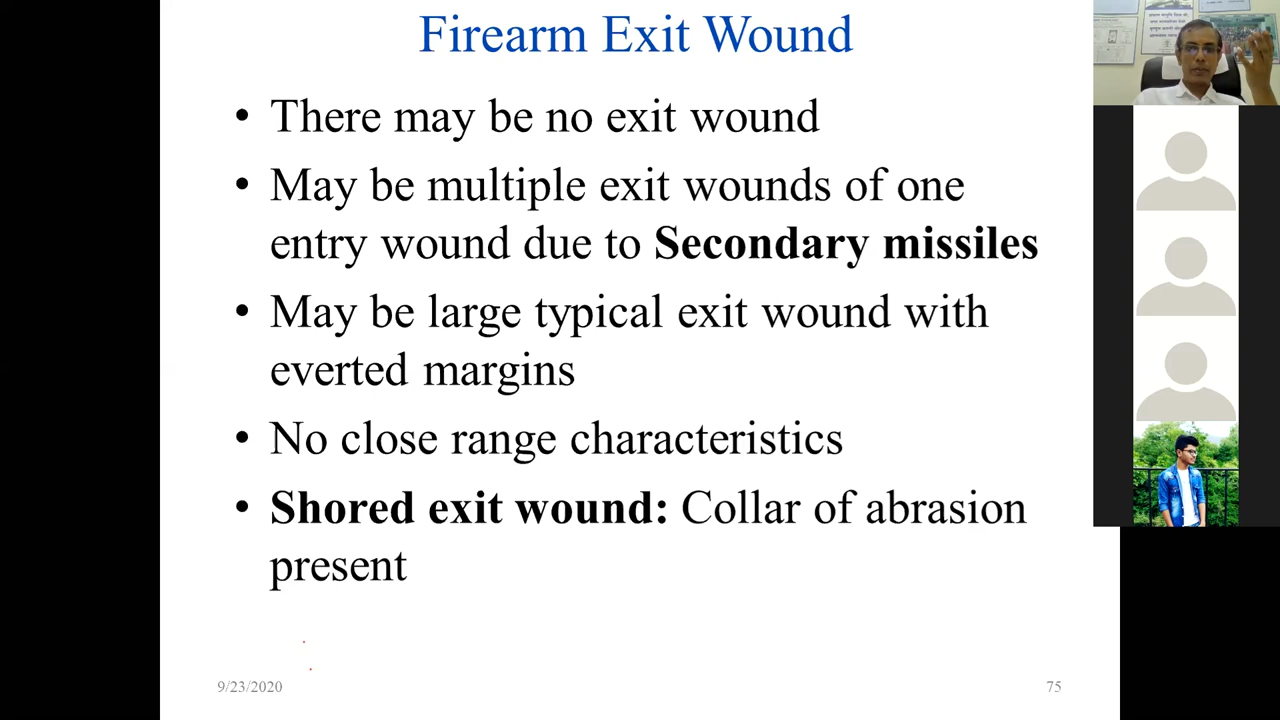 Firearm Exit Wound
• There may be no exit wound
• May be multiple exit wounds of one
entry wound due to Secondary missiles
• May be large typical exit wound with
everted margins
• No close range characteristics
• Shored exit wound: Collar of abrasion
present
9/23/2020
75